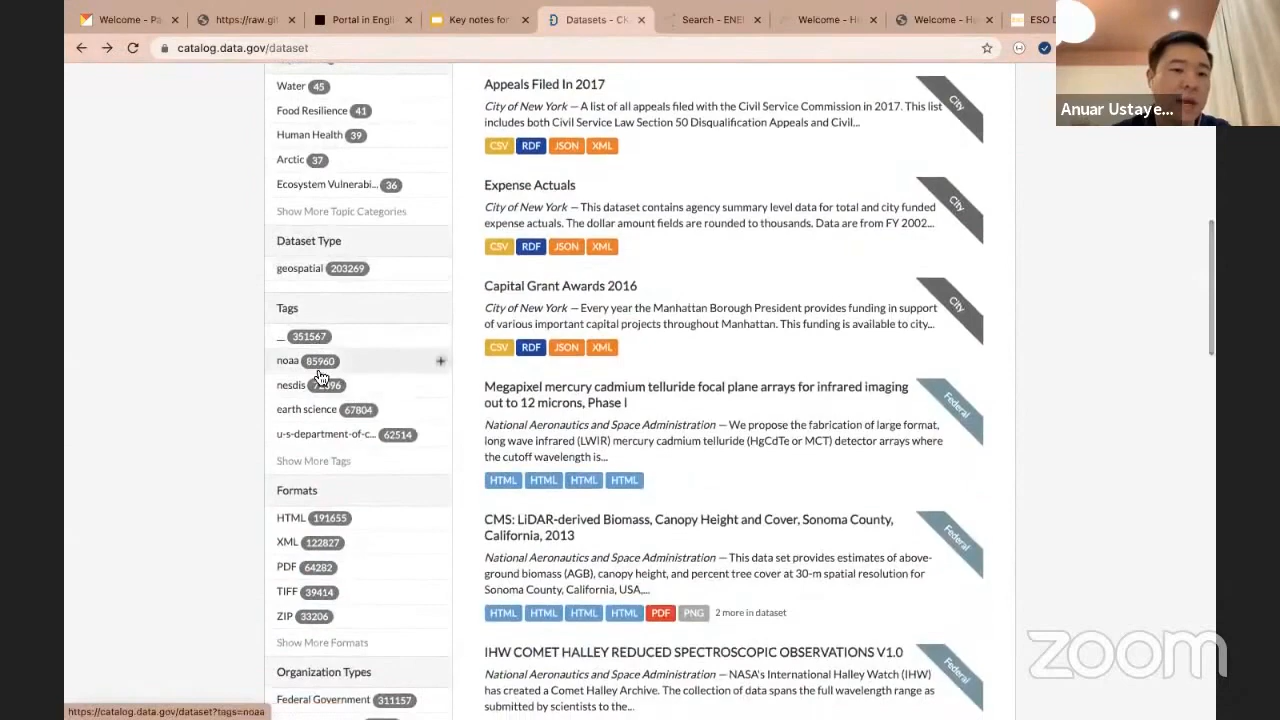 Welcome - Pa
https://raw.git
Portal in Engli
Key notes for
Datasets - CK
Search - ENE
Welcome - H
Welcome - He
ESO D
catalog.data.gov/dataset
Anuar Ustaye...
Water 45
Food Resilience 41
Human Health 39
Arctic 37
Ecosystem Vulnerabi... 36
Show More Topic Categories
Dataset Type
geospatial 203269
Tags
__ 351567
noaa 85960 +
nesdis
earth science 67804
u-s-department-of-c... 62514
Show More Tags
Formats
HTML 191655
XML 122827
PDF 64282
TIFF 39414
ZIP 33206
Show More Formats
Organization Types
Federal Government 311157
https://catalog.data.gov/dataset?tags=noaa
Appeals Filed In 2017
City
City of New York — A list of all appeals filed with the Civil Service Commission in 2017. This list
includes both Civil Service Law Section 50 Disqualification Appeals and Civil...
CSV RDF JSON XML
Expense Actuals
City
City of New York — This dataset contains agency summary level data for total and city funded
expense actuals. The dollar amount fields are rounded to thousands. Data are from FY 2002...
CSV RDF JSON XML
Capital Grant Awards 2016
City
City of New York — Every year the Manhattan Borough President provides funding in support
of various important capital projects throughout Manhattan. This funding is available to city...
CSV RDF JSON XML
Megapixel mercury cadmium telluride focal plane arrays for infrared imaging
out to 12 microns, Phase I
Federal
National Aeronautics and Space Administration — We propose the fabrication of large format,
long wave infrared (LWIR) mercury cadmium telluride (HgCdTe or MCT) detector arrays where
the cutoff wavelength is...
HTML HTML HTML HTML
CMS: LiDAR-derived Biomass, Canopy Height and Cover, Sonoma County,
California, 2013
Federal
National Aeronautics and Space Administration — This data set provides estimates of above-
ground biomass (AGB), canopy height, and percent tree cover at 30-m spatial resolution for
Sonoma County, California, USA,...
HTML HTML HTML HTML PDF PNG 2 more in dataset
IHW COMET HALLEY REDUCED SPECTROSCOPIC OBSERVATIONS V1.0
Federal
National Aeronautics and Space Administration — NASA's International Halley Watch (IHW)
has created a Comet Halley Archive. The collection of data spans the full wavelength range as
submitted by scientists to the...
zoom